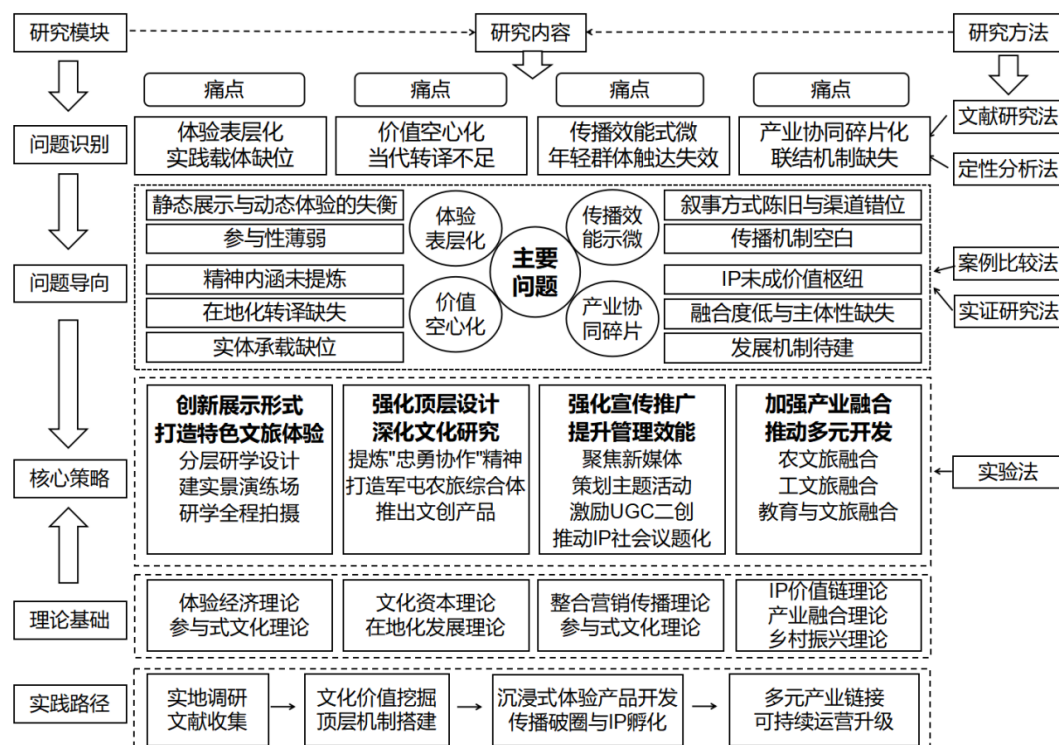 研究模块
研究内容
研究方法
痛点
痛点
痛点
痛点
问题识别
体验表层化
实践载体缺位
价值空心化
当代转译不足
传播效能式微
年轻群体触达失效
产业协同碎片化
联结机制缺失
文献研究法
定性分析法
问题导向
静态展示与动态体验的失衡
参与性薄弱
精神内涵未提炼
在地化转译缺失
实体承载缺位
体验
表层化
价值
空心化
主要
问题
传播效
能示微
产业协
同碎片
叙事方式陈旧与渠道错位
传播机制空白
IP未成价值枢纽
融合度低与主体性缺失
发展机制待建
案例比较法
实证研究法
核心策略
创新展示形式
打造特色文旅体验
分层研学设计
建实景演练场
研学全程拍摄
强化顶层设计
深化文化研究
提炼"忠勇协作"精神
打造军屯农旅综合体
推出文创产品
强化宣传推广
提升管理效能
聚焦新媒体
策划主题活动
激励UGC二创
推动IP社会议题化
加强产业融合
推动多元开发
农文旅融合
工文旅融合
教育与文旅融合
实验法
理论基础
体验经济理论
参与式文化理论
文化资本理论
在地化发展理论
整合营销传播理论
参与式文化理论
IP价值链理论
产业融合理论
乡村振兴理论
实践路径
实地调研
文献收集
文化价值挖掘
顶层机制搭建
沉浸式体验产品开发
传播破圈与IP孵化
多元产业链接
可持续运营升级